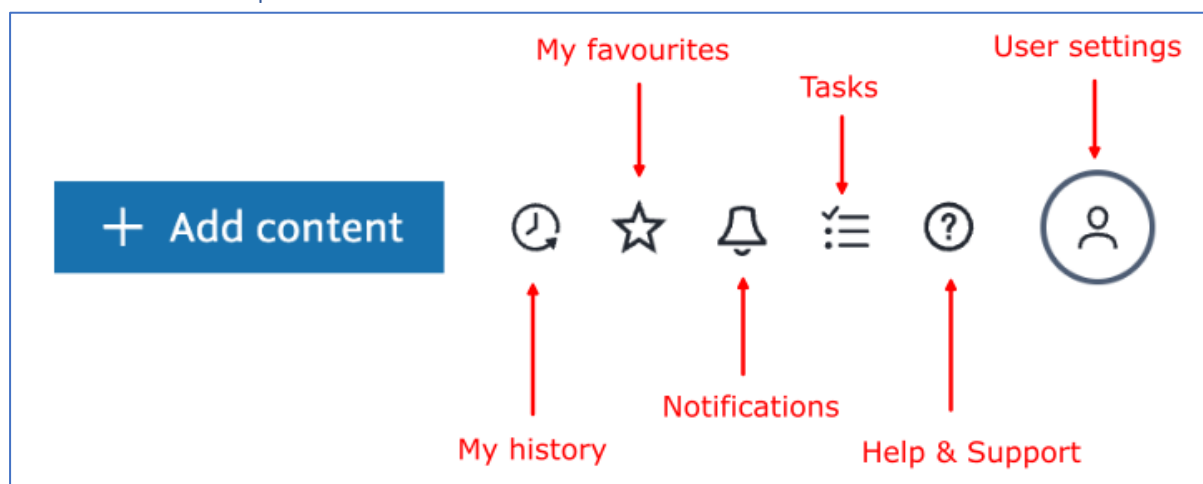 My favourites
User settings
Tasks
+ Add content
?
Notifications
My history
Help & Support